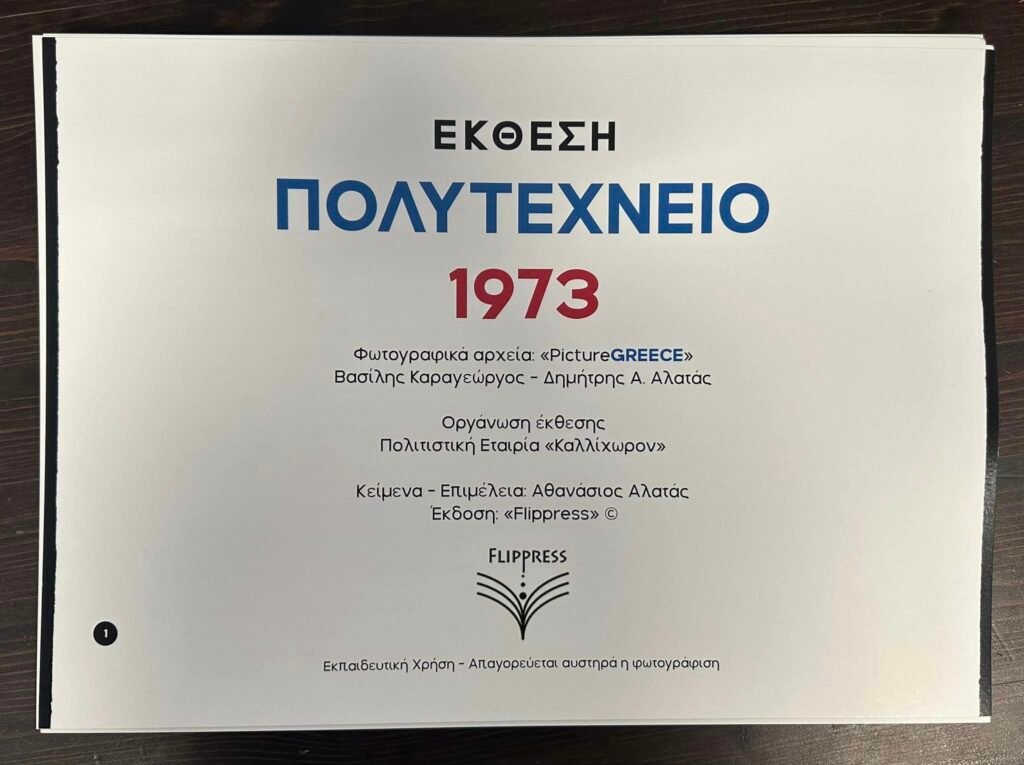 ΕΚΘΕΣΗ
ΠΟΛΥΤΕΧΝΕΙΟ
1973
Φωτογραφικά αρχεία: «PictureGREECE»
Βασίλης Καραγεώργος – Δημήτρης Α. Αλατάς
Οργάνωση έκθεσης
Πολιτιστική Εταιρία «Καλλίχωρον»
Κείμενα – Επιμέλεια: Αθανάσιος Αλατάς
Έκδοση: «Flippress» ©
FLIPPRESS
1
Εκπαιδευτική Χρήση – Απαγορεύεται αυστηρά η φωτογράφιση